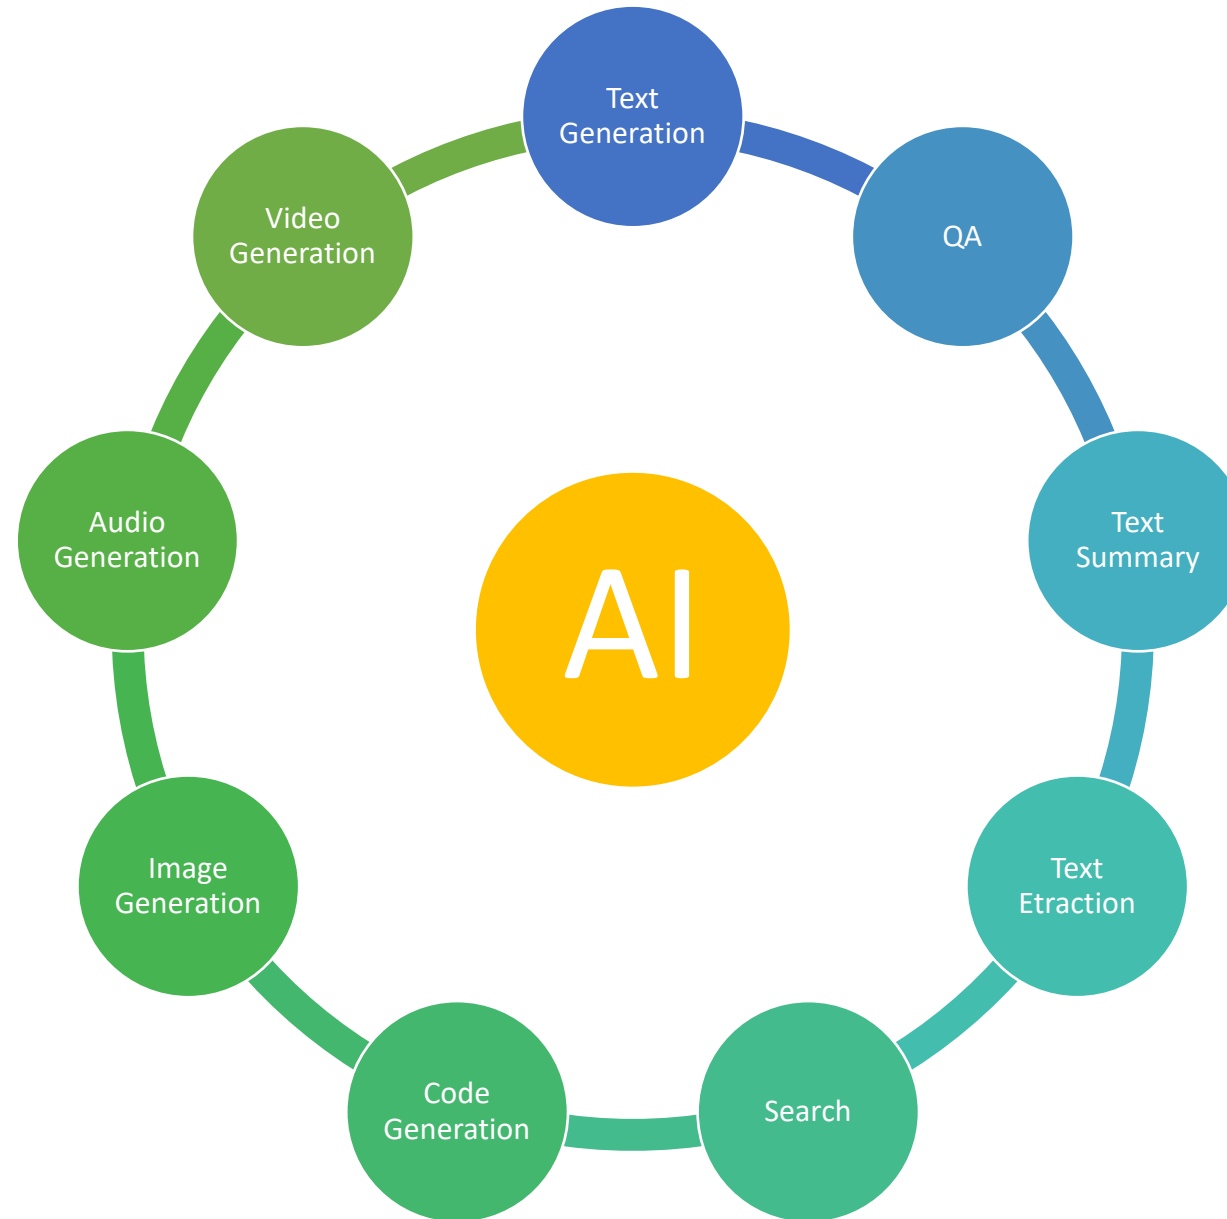 Text
Generation
QA
Text
Summary
Text
Etraction
Search
Code
Generation
Image
Generation
Audio
Generation
Video
Generation
AI